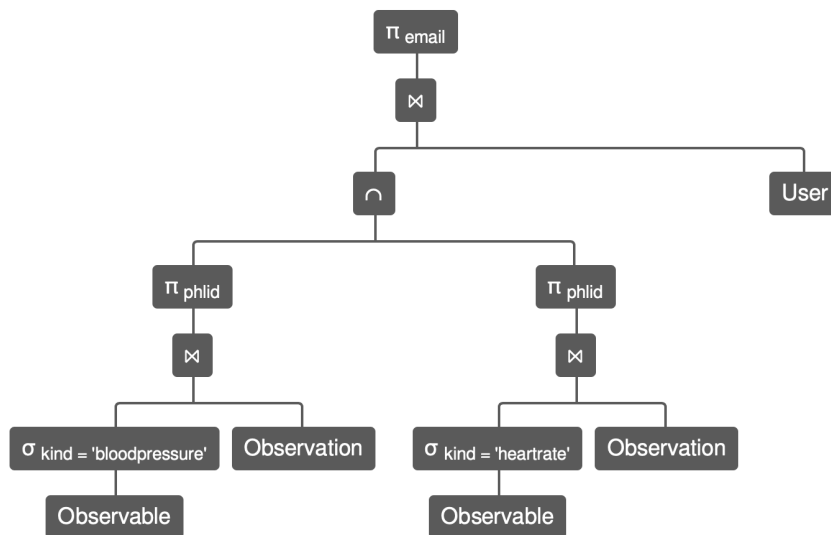 π email
⋈
∩
User
π phlid
π phlid
⋈
⋈
σ kind = 'bloodpressure'
Observation
σ kind = 'heartrate'
Observation
Observable
Observable